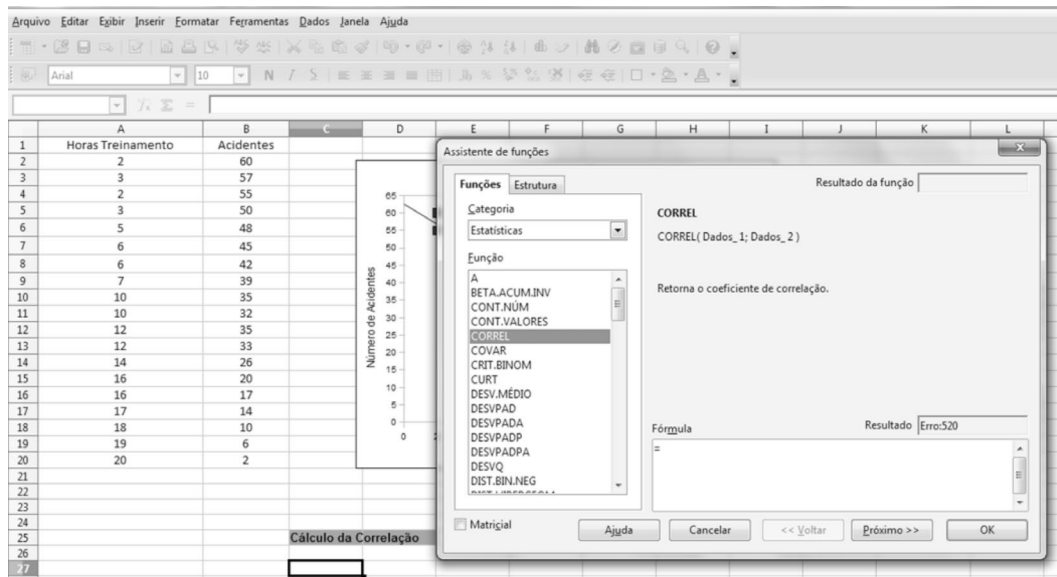 Arquivo Editar Exibir Inserir Formatar Ferramentas Dados Janela Ajuda
Arial 10 N I S
A B C D E F G H I J K L
1 Horas Treinamento Acidentes
2 2 60
3 3 57
4 2 55
5 3 50
6 5 48
7 6 45
8 6 42
9 7 39
10 10 35
11 10 32
12 12 35
13 12 33
14 14 26
15 16 20
16 16 17
17 17 14
18 18 10
19 19 6
20 20 2
21
22
23
24
25 Cálculo da Correlação
26
27
Número de Acidentes
65
60
55
50
45
40
35
30
25
20
15
10
5
0
0
Assistente de funções
Funções Estrutura
Resultado da função
Categoria
Estatísticas
Função
A
BETA.ACUM.INV
CONT.NÚM
CONT.VALORES
CORREL
COVAR
CRIT.BINOM
CURT
DESV.MÉDIO
DESVPAD
DESVPADA
DESVPADP
DESVPADPA
DESVQ
DIST.BIN.NEG
CORREL
CORREL( Dados_1; Dados_2 )
Retorna o coeficiente de correlação.
Fórmula
Resultado Erro:520
=
Matricial
Ajuda Cancelar << Voltar Próximo >> OK